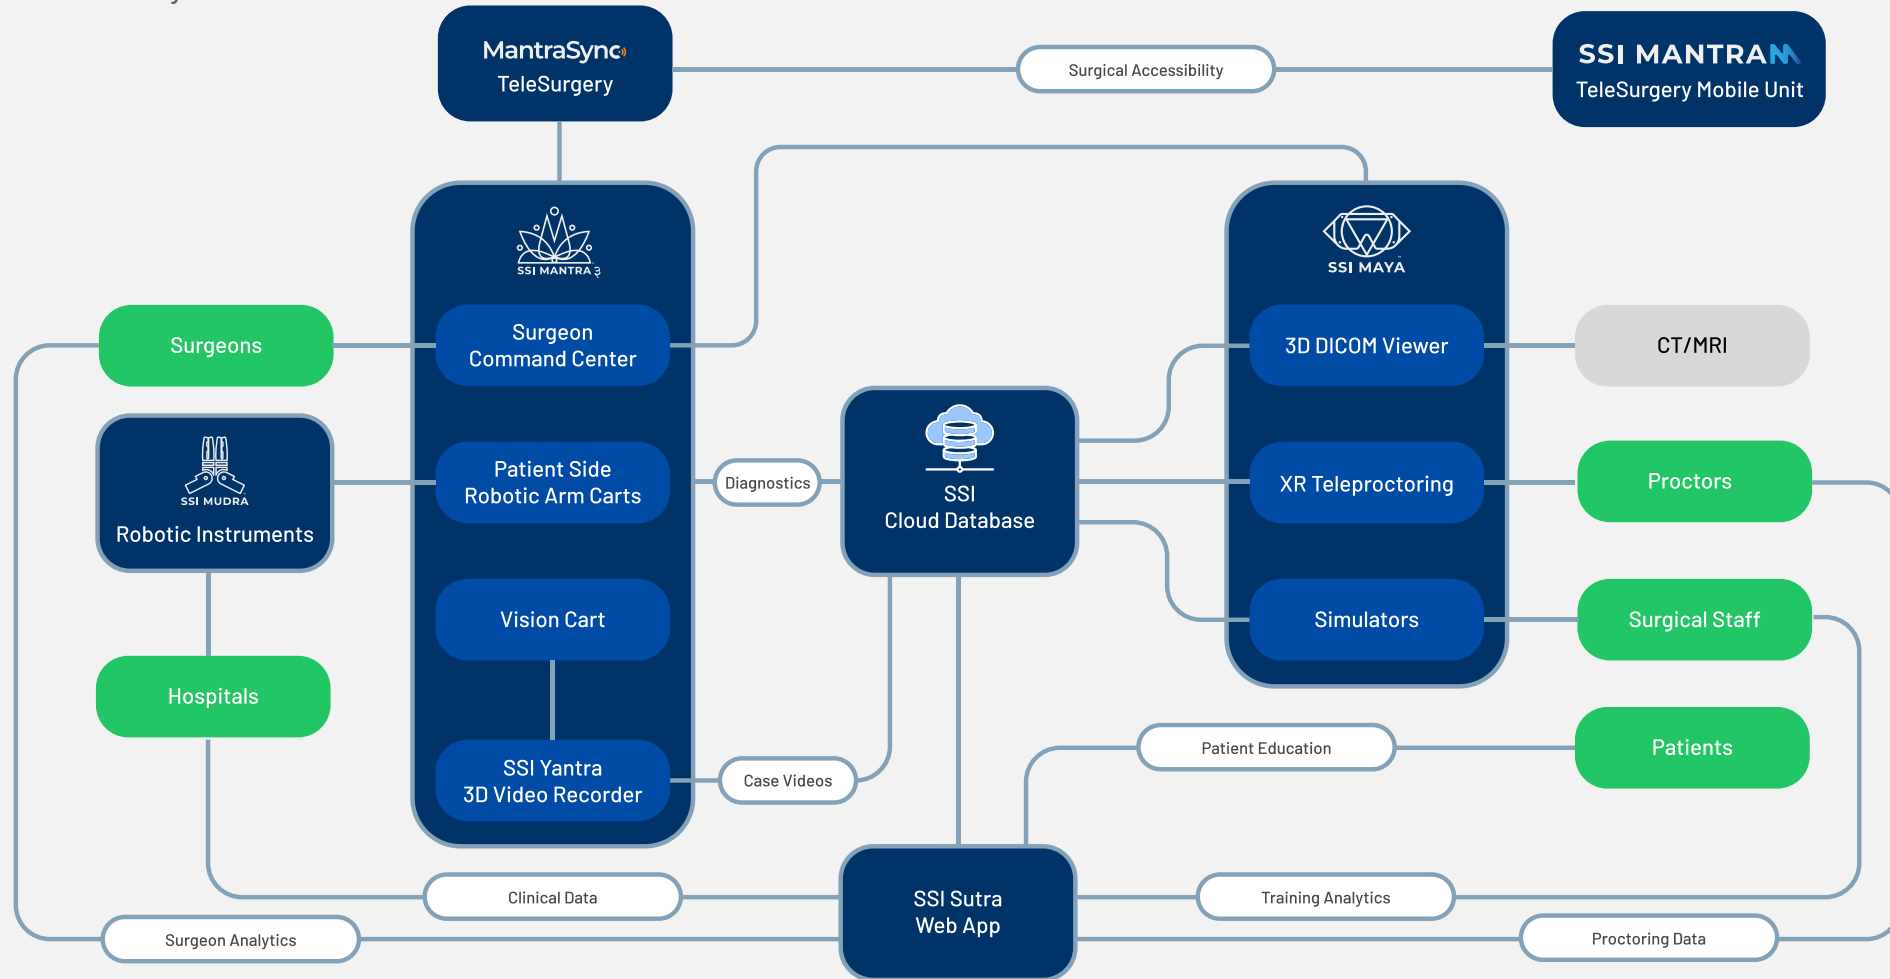 MantraSync
TeleSurgery
Surgical Accessibility
SSI MANTRA M
TeleSurgery Mobile Unit
SSI MANTRA ३
SSI MAYA
Surgeons
Surgeon
Command Center
3D DICOM Viewer
CT/MRI
SSI MUDRA
Robotic Instruments
Patient Side
Robotic Arm Carts
Diagnostics
SSI
Cloud Database
XR Teleproctoring
Proctors
Vision Cart
Simulators
Surgical Staff
Hospitals
SSI Yantra
3D Video Recorder
Case Videos
Patient Education
Patients
Clinical Data
SSI Sutra
Web App
Training Analytics
Surgeon Analytics
Proctoring Data